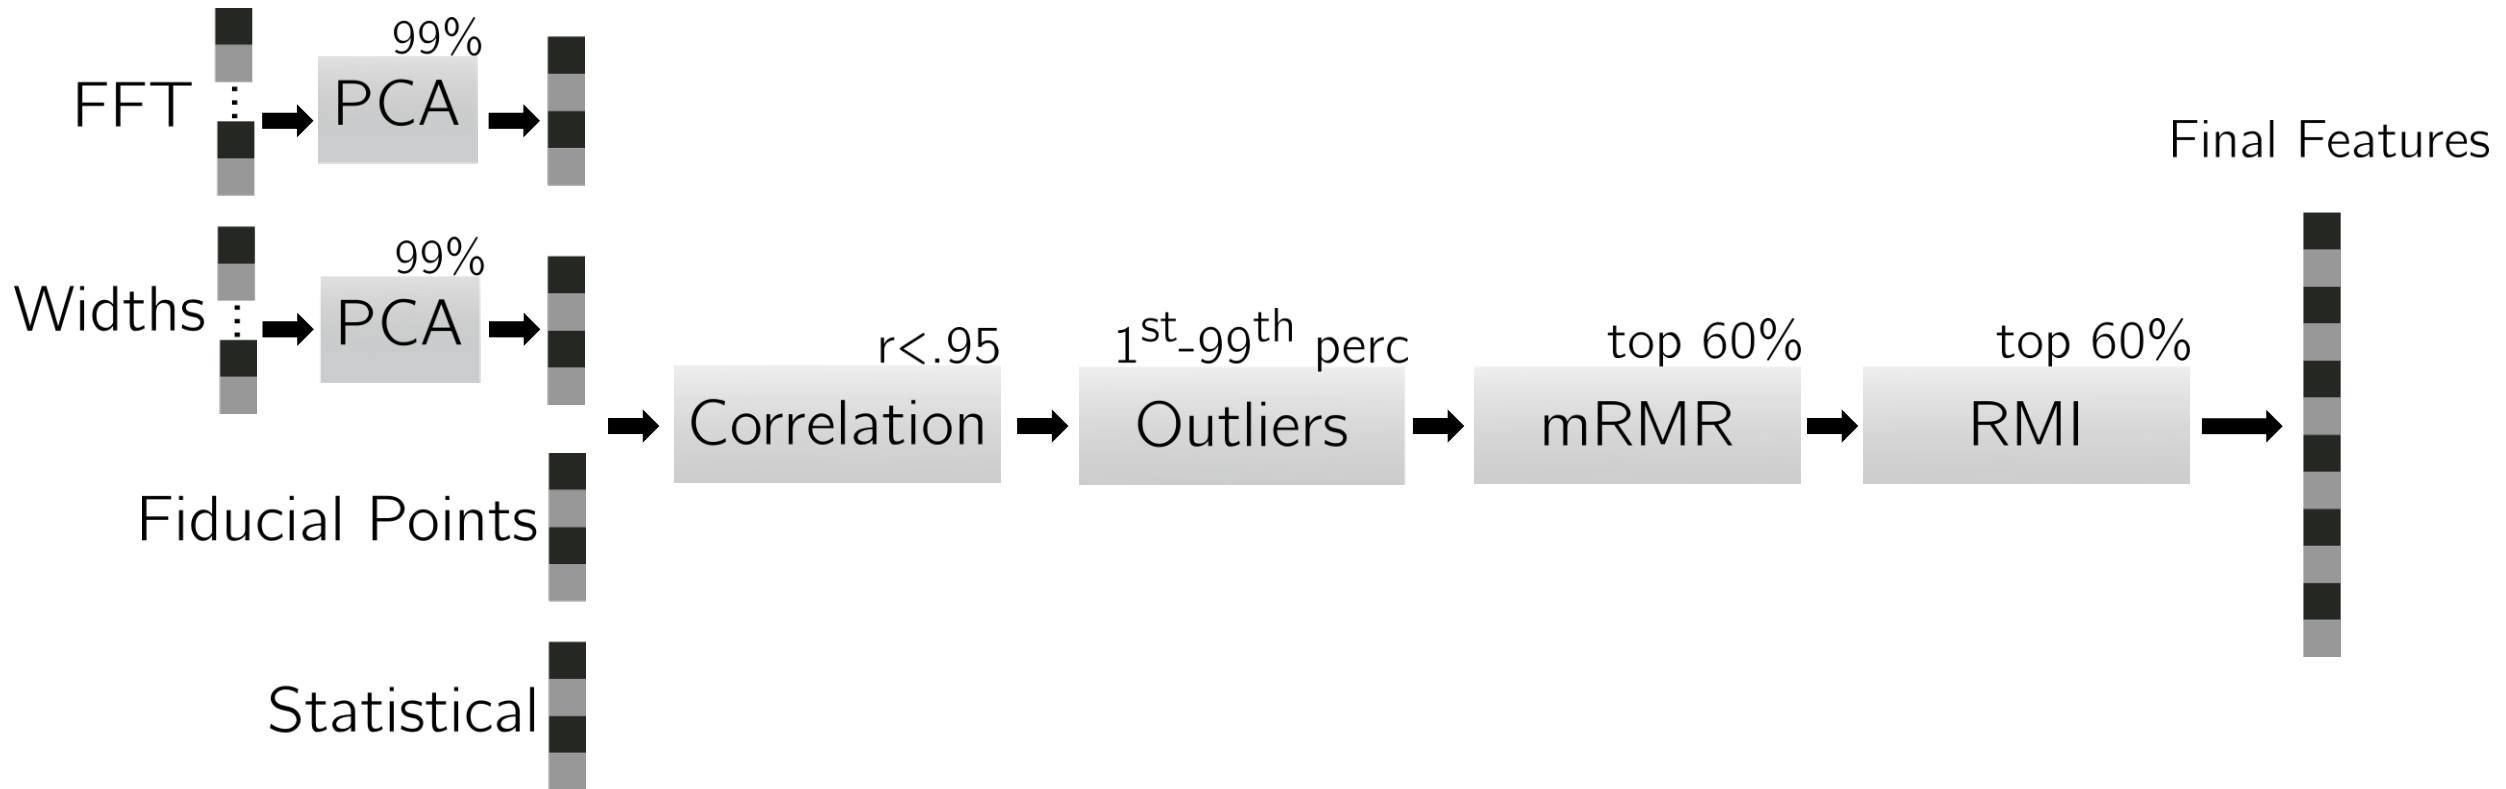 99%
FFT
PCA
Final Features
99%
Widths
PCA
r<.95
1st-99th perc
top 60%
top 60%
Correlation
Outliers
mRMR
RMI
Fiducial Points
Statistical